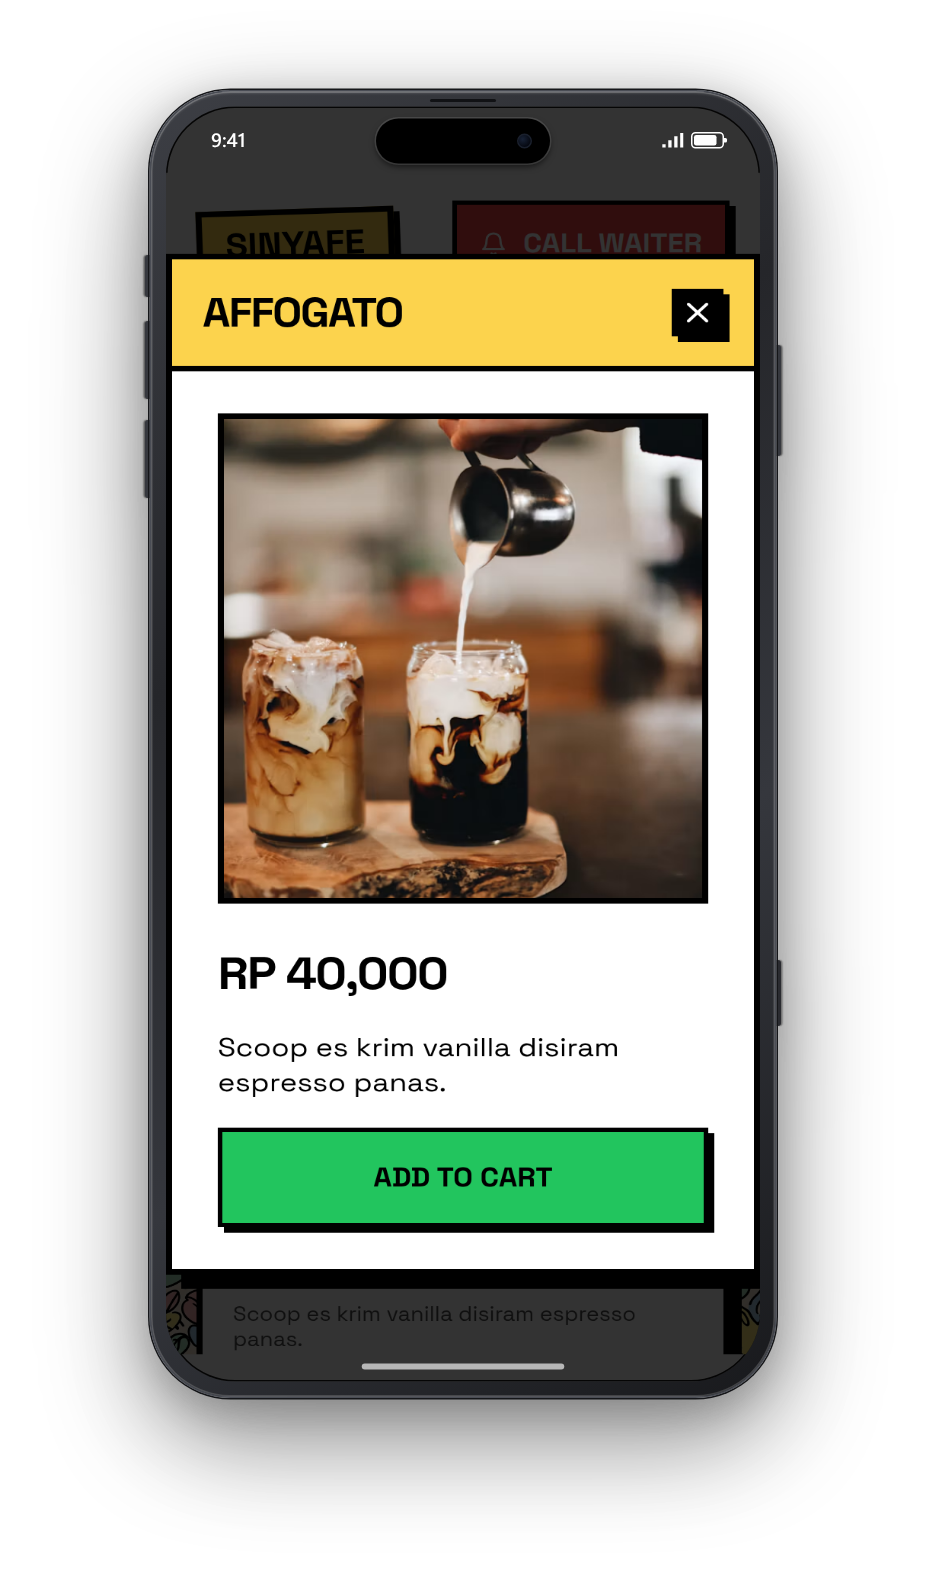 9:41
SINYAFE
CALL WAITER
AFFOGATO
RP 40,000
Scoop es krim vanilla disiram
espresso panas.
ADD TO CART
Scoop es krim vanilla disiram espresso
panas.